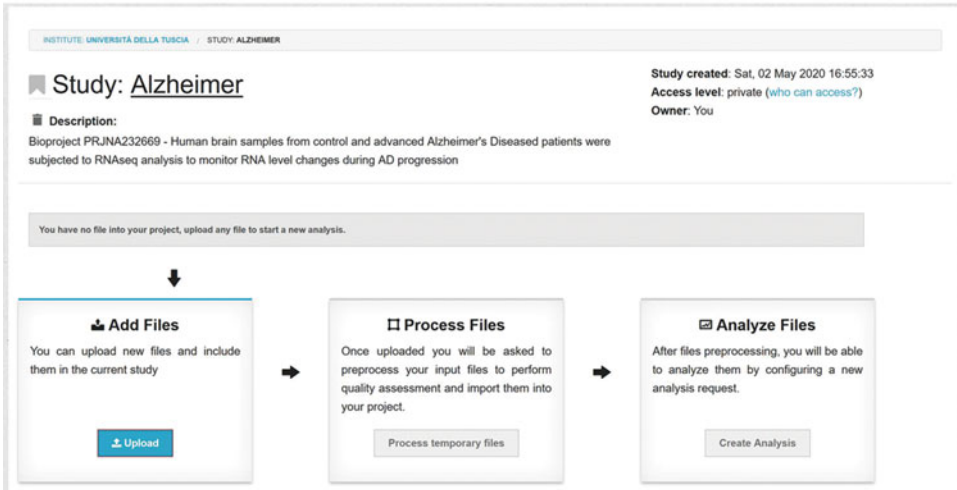 INSTITUTE: UNIVERSITÀ DELLA TUSCIA / STUDY: ALZHEIMER
Study: Alzheimer
Study created: Sat, 02 May 2020 16:55:33
Access level: private (who can access?)
Owner: You
Description:
Bioproject PRJNA232669 - Human brain samples from control and advanced Alzheimer's Diseased patients were
subjected to RNAseq analysis to monitor RNA level changes during AD progression
You have no file into your project, upload any file to start a new analysis.
Add Files
You can upload new files and include
them in the current study
Upload
Process Files
Once uploaded you will be asked to
preprocess your input files to perform
quality assessment and import them into
your project.
Process temporary files
Analyze Files
After files preprocessing, you will be able
to analyze them by configuring a new
analysis request.
Create Analysis